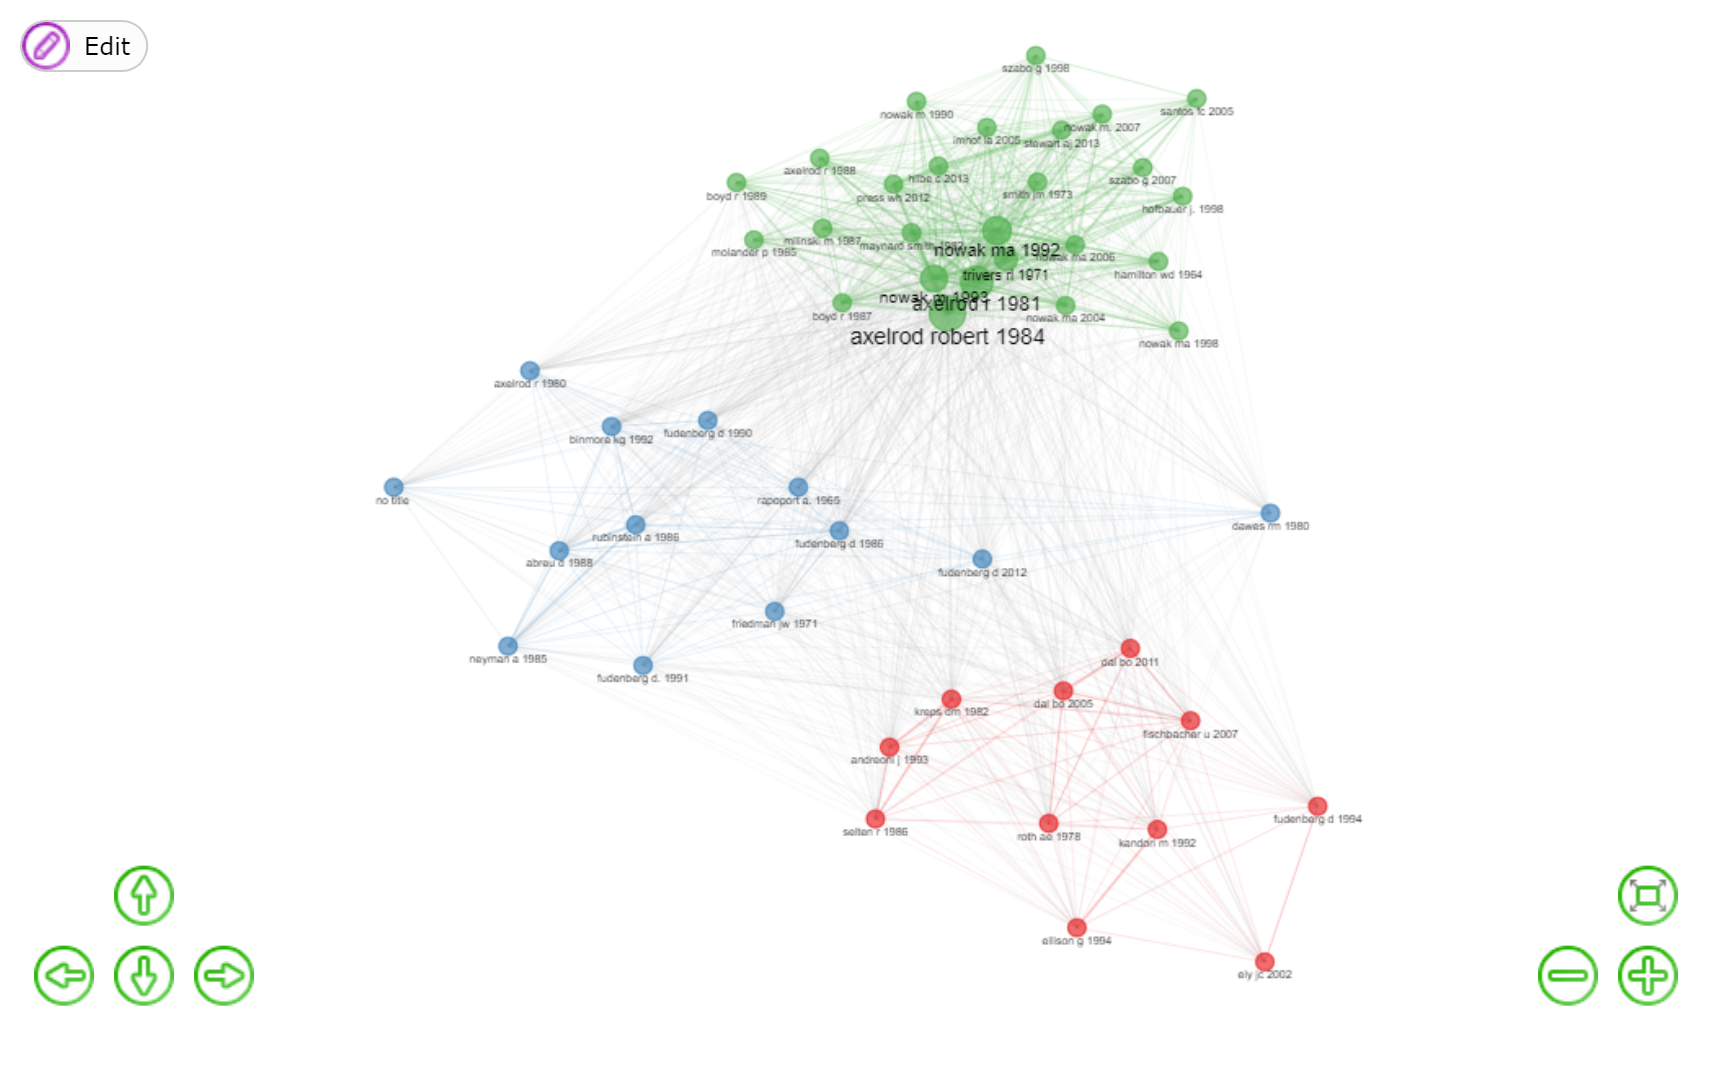 Edit
szabo g 1998
nowak m 1990
santos fc 2005
nowak m. 2007
imhof la 2005
stewart aj 2013
axelrod r 1988
hilbe c 2013
szabo g 2007
boyd r 1989
press wh 2012
smith jm 1973
hofbauer j. 1998
milinski m 1987
maynard smith
molander p 1985
nowak ma 1992
nowak ma 2006
trivers rl 1971
hamilton wd 1964
nowak m 1993
axelrod r 1981
boyd r 1987
nowak ma 2004
axelrod robert 1984
nowak ma 1998
axelrod r 1980
binmore kg 1992
fudenberg d 1990
no title
rapoport a. 1965
dawes rm 1980
rubinstein a 1986
fudenberg d 1986
abreu d 1988
fudenberg d 2012
friedman jw 1971
neyman a 1985
dal bo 2011
fudenberg d. 1991
dal bo 2005
kreps dm 1982
fischbacher u 2007
andreoni j 1993
fudenberg d 1994
selten r 1986
roth ae 1978
kandori m 1992
ellison g 1994
ely jc 2002